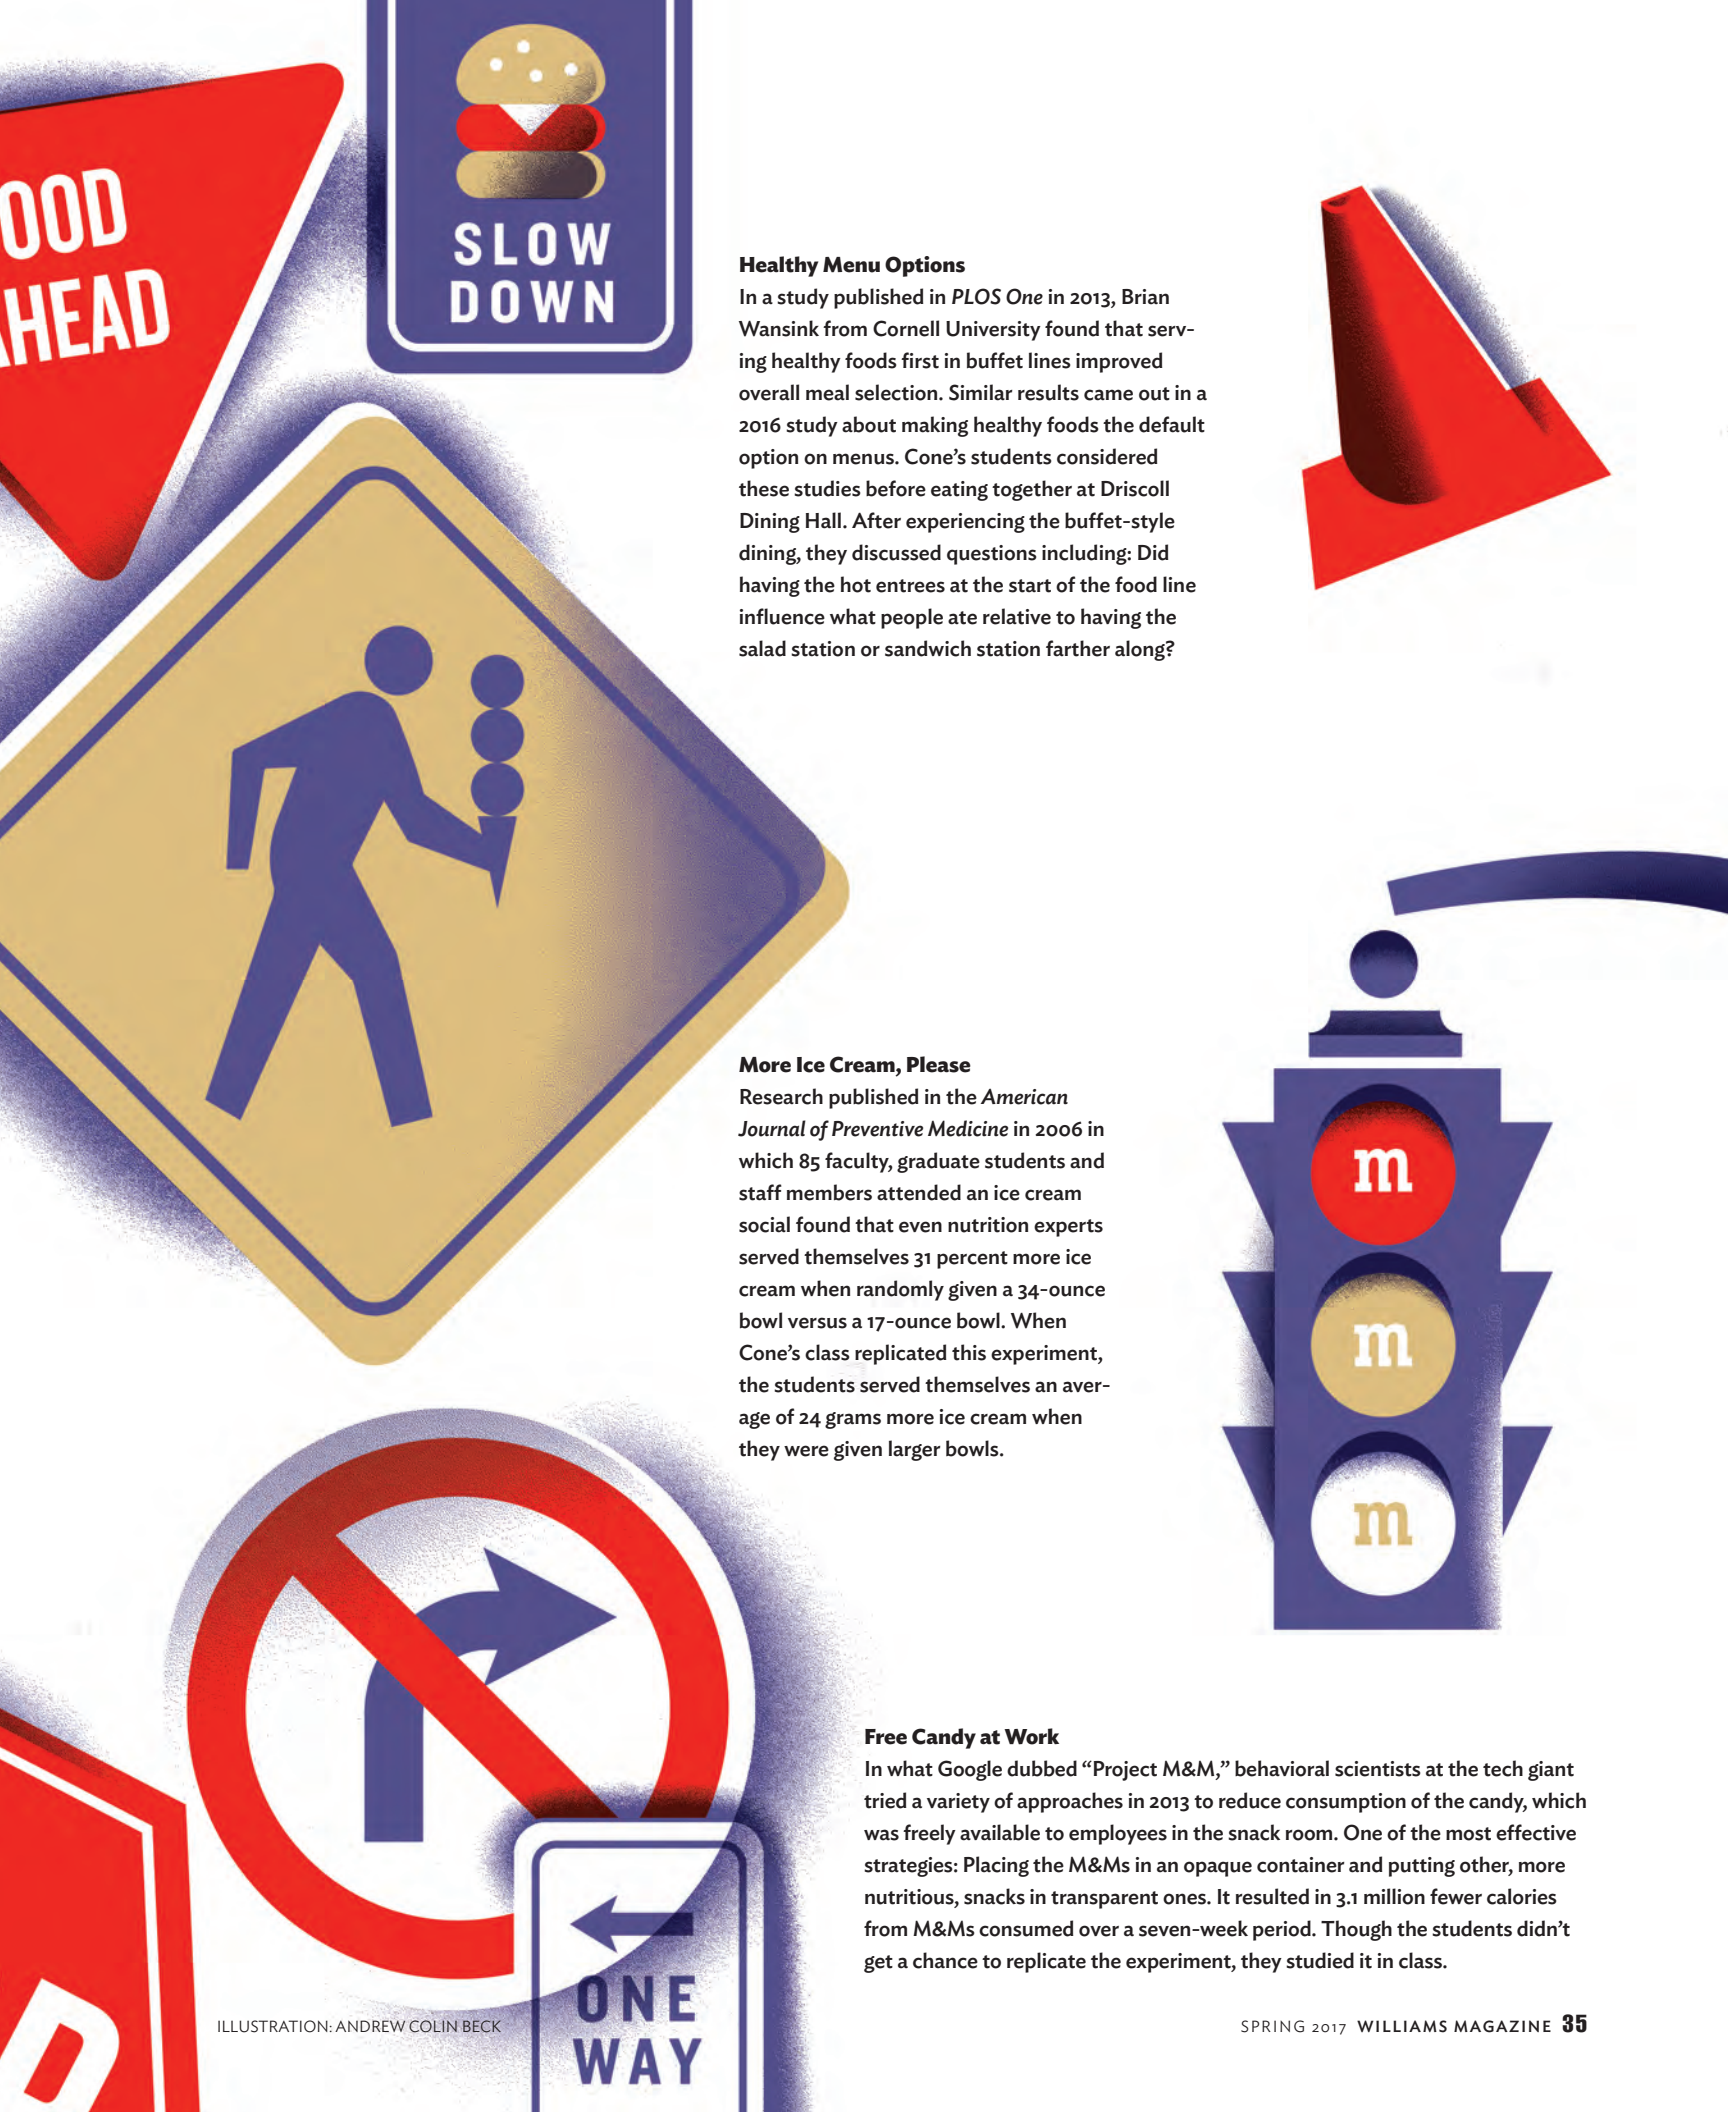 OOD
HEAD
SLOW
DOWN
Healthy Menu Options
In a study published in PLOS One in 2013, Brian
Wansink from Cornell University found that serv-
ing healthy foods first in buffet lines improved
overall meal selection. Similar results came out in a
2016 study about making healthy foods the default
option on menus. Cone’s students considered
these studies before eating together at Driscoll
Dining Hall. After experiencing the buffet-style
dining, they discussed questions including: Did
having the hot entrees at the start of the food line
influence what people ate relative to having the
salad station or sandwich station farther along?
More Ice Cream, Please
Research published in the American
Journal of Preventive Medicine in 2006 in
which 85 faculty, graduate students and
staff members attended an ice cream
social found that even nutrition experts
served themselves 31 percent more ice
cream when randomly given a 34-ounce
bowl versus a 17-ounce bowl. When
Cone’s class replicated this experiment,
the students served themselves an aver-
age of 24 grams more ice cream when
they were given larger bowls.
m
m
m
Free Candy at Work
In what Google dubbed “Project M&M,” behavioral scientists at the tech giant
tried a variety of approaches in 2013 to reduce consumption of the candy, which
was freely available to employees in the snack room. One of the most effective
strategies: Placing the M&Ms in an opaque container and putting other, more
nutritious, snacks in transparent ones. It resulted in 3.1 million fewer calories
from M&Ms consumed over a seven-week period. Though the students didn’t
get a chance to replicate the experiment, they studied it in class.
ONE
WAY
ILLUSTRATION: ANDREW COLIN BECK
SPRING 2017 WILLIAMS MAGAZINE 35